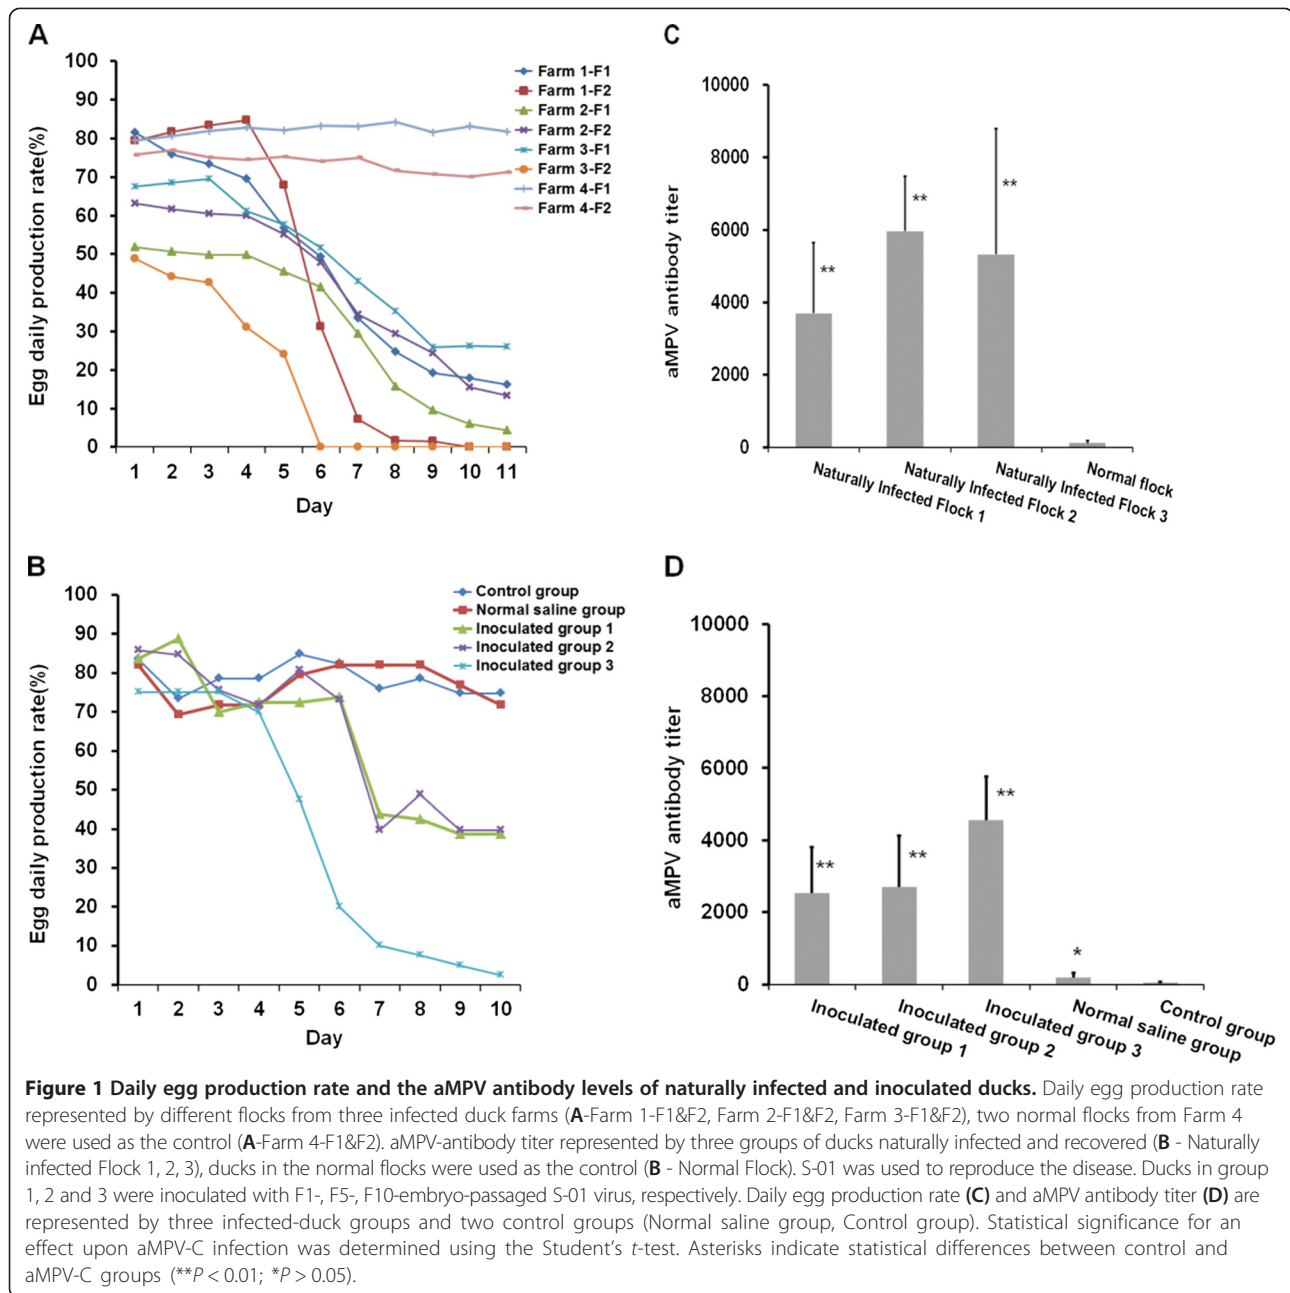 A
100
90
80
70
60
50
40
30
20
10
0
Egg daily production rate(%)
1 2 3 4 5 6 7 8 9 10 11
Day
Farm 1-F1
Farm 1-F2
Farm 2-F1
Farm 2-F2
Farm 3-F1
Farm 3-F2
Farm 4-F1
Farm 4-F2
C
10000
8000
6000
4000
2000
0
aMPV antibody titer
**
**
**
Naturally Infected Flock 1
Naturally Infected Flock 2
Naturally Infected Flock 3
Normal flock
B
100
90
80
70
60
50
40
30
20
10
0
Egg daily production rate(%)
1 2 3 4 5 6 7 8 9 10
Day
Control group
Normal saline group
Inoculated group 1
Inoculated group 2
Inoculated group 3
D
10000
8000
6000
4000
2000
0
aMPV antibody titer
**
**
**
*
Inoculated group 1
Inoculated group 2
Inoculated group 3
Normal saline group
Control group
Figure 1 Daily egg production rate and the aMPV antibody levels of naturally infected and inoculated ducks. Daily egg production rate
represented by different flocks from three infected duck farms (A-Farm 1-F1&F2, Farm 2-F1&F2, Farm 3-F1&F2), two normal flocks from Farm 4
were used as the control (A-Farm 4-F1&F2). aMPV-antibody titer represented by three groups of ducks naturally infected and recovered (B - Naturally
infected Flock 1, 2, 3), ducks in the normal flocks were used as the control (B - Normal Flock). S-01 was used to reproduce the disease. Ducks in group
1, 2 and 3 were inoculated with F1-, F5-, F10-embryo-passaged S-01 virus, respectively. Daily egg production rate (C) and aMPV antibody titer (D) are
represented by three infected-duck groups and two control groups (Normal saline group, Control group). Statistical significance for an
effect upon aMPV-C infection was determined using the Student's t-test. Asterisks indicate statistical differences between control and
aMPV-C groups (**P < 0.01; *P > 0.05).